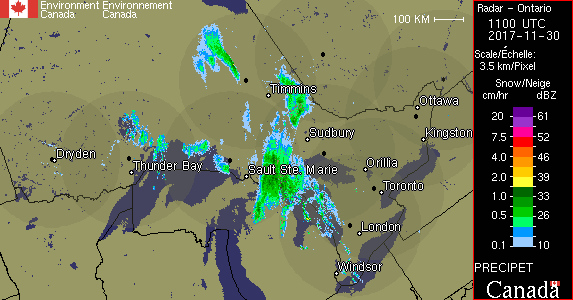 Environment Environnement
Canada Canada
100 KM
Timmins
Ottawa
Sudbury
Kingston
Dryden
Thunder Bay
Sault Ste. Marie
Orillia
Toronto
London
Windsor
Radar - Ontario
1100 UTC
2017-11-30
Scale/Échelle:
3.5 km/Pixel
Snow/Neige
cm/hr dBZ
20 61
7.5 52
4.0 46
2.0 39
1.0 33
0.5 26
0.1 10
PRECIPET
Canada